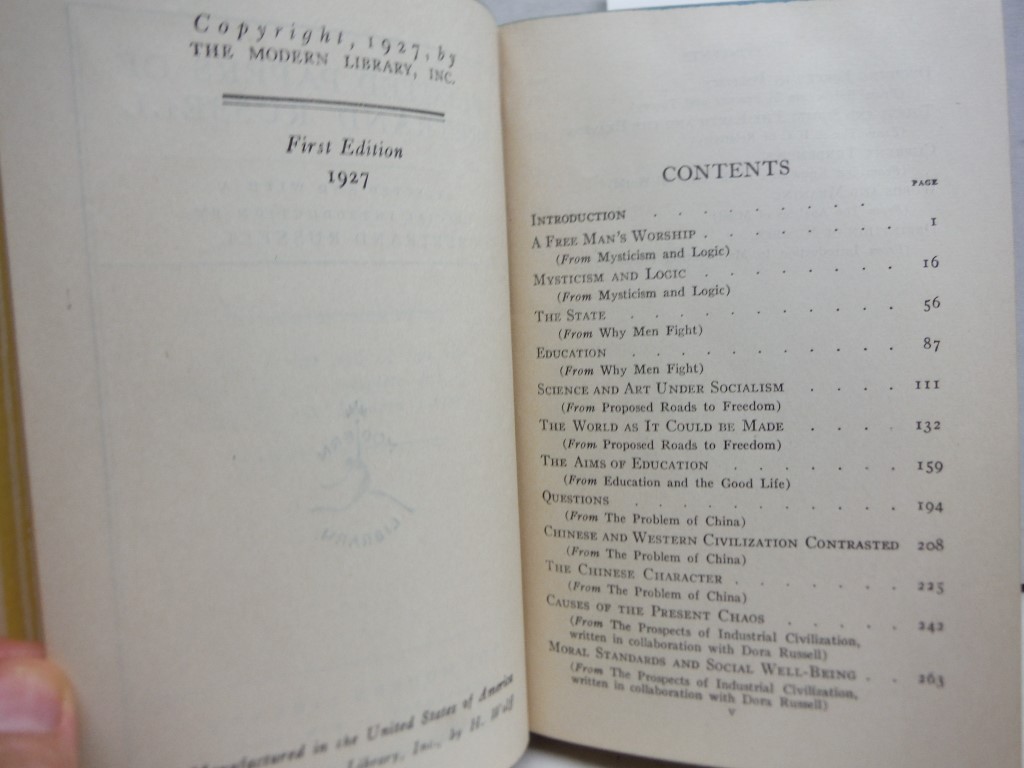 Copyright, 1927, by
THE MODERN LIBRARY, INC.
First Edition
1927
Manufactured in the United States of America
Library, Inc., by H. Wolf
CONTENTS
PAGE
INTRODUCTION . . . . . . . . .
A FREE MAN'S WORSHIP . . . . . . . . 1
(From Mysticism and Logic)
MYSTICISM AND LOGIC . . . . . . . . 16
(From Mysticism and Logic)
THE STATE . . . . . . . . . . 56
(From Why Men Fight)
EDUCATION . . . . . . . . . . 87
(From Why Men Fight)
SCIENCE AND ART UNDER SOCIALISM . . . . 111
(From Proposed Roads to Freedom)
THE WORLD AS IT COULD BE MADE . . . . 132
(From Proposed Roads to Freedom)
THE AIMS OF EDUCATION . . . . . . . 159
(From Education and the Good Life)
QUESTIONS . . . . . . . . . . 194
(From The Problem of China)
CHINESE AND WESTERN CIVILIZATION CONTRASTED 208
(From The Problem of China)
THE CHINESE CHARACTER . . . . . . . 225
(From The Problem of China)
CAUSES OF THE PRESENT CHAOS . . . . . 242
(From The Prospects of Industrial Civilization,
written in collaboration with Dora Russell)
MORAL STANDARDS AND SOCIAL WELL-BEING . . 263
(From The Prospects of Industrial Civilization,
written in collaboration with Dora Russell)
v